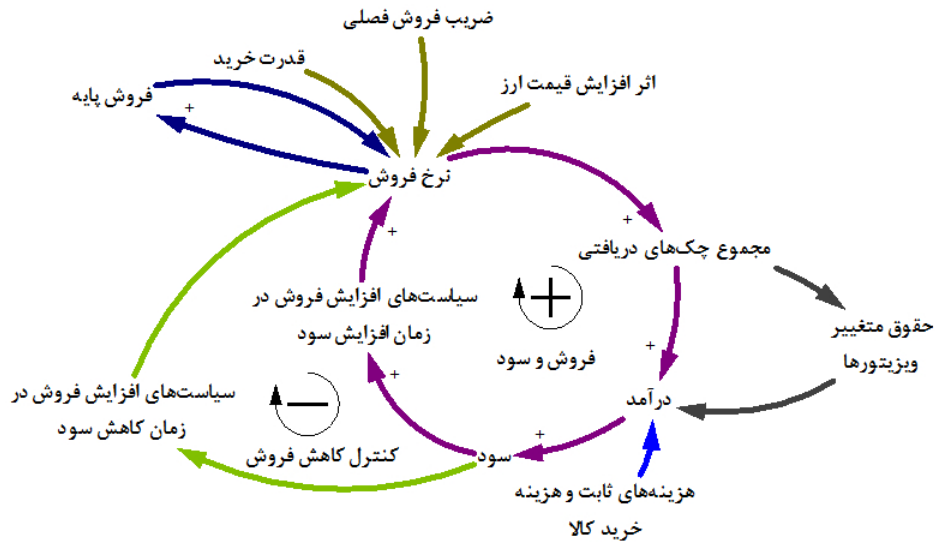 ضریب فروش فصلی
قدرت خرید
اثر افزایش قیمت ارز
فروش پایه
+
نرخ فروش
+
+
مجموع چک‌های دریافتی
سیاست‌های افزایش فروش در
زمان افزایش سود
+
فروش و سود
حقوق متغییر
ویزیتورها
+
+
درآمد
سیاست‌های افزایش فروش در
زمان کاهش سود
−
کنترل کاهش فروش
+
سود
هزینه‌های ثابت و هزینه
خرید کالا